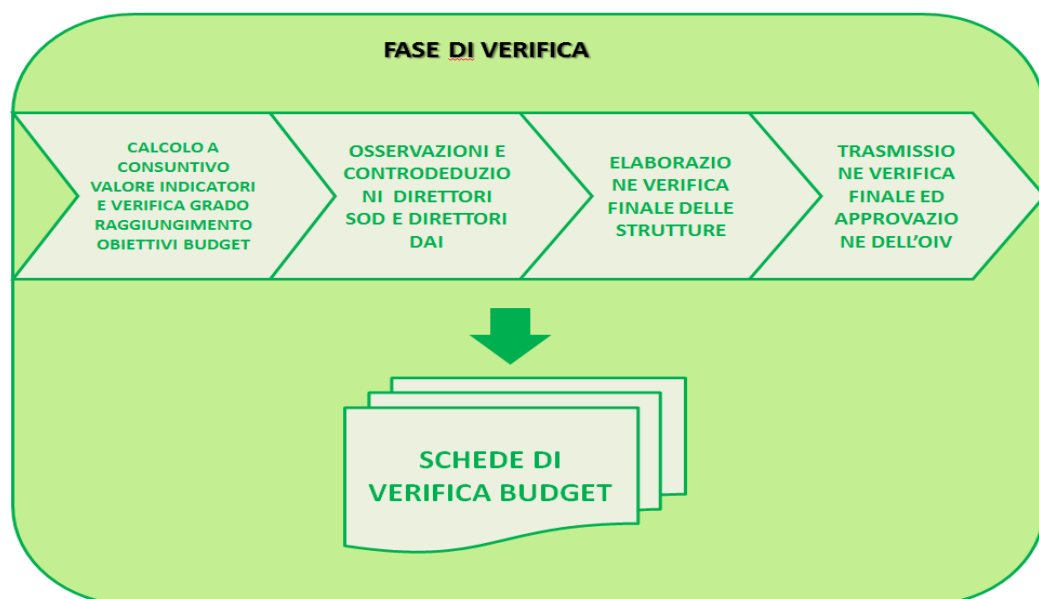 FASE DI VERIFICA
CALCOLO A
CONSUNTIVO
VALORE INDICATORI
E VERIFICA GRADO
RAGGIUNGIMENTO
OBIETTIVI BUDGET
OSSERVAZIONI E
CONTRODEDUZIO
NI DIRETTORI
SOD E DIRETTORI
DAI
ELABORAZIO
NE VERIFICA
FINALE DELLE
STRUTTURE
TRASMISSIO
NE VERIFICA
FINALE ED
APPROVAZIO
NE DELL'OIV
SCHEDE DI
VERIFICA BUDGET